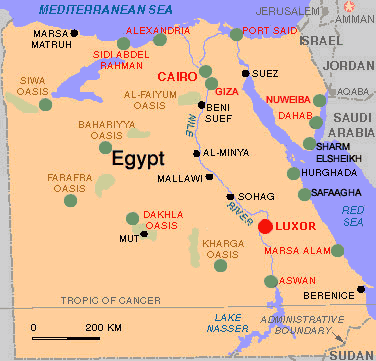 MEDITERRANEAN SEA
JERUSALEM
AMMAN
MARSA
MATRUH
ALEXANDRIA
PORT SAID
ISRAEL
SIDI ABDEL
RAHMAN
JORDAN
CAIRO
SUEZ
SIWA
OASIS
AL-FAIYUM
OASIS
GIZA
NUWEIBA
AQABA
BENI
SUEF
DAHAB
SAUDI
ARABIA
BAHARIYYA
OASIS
NILE
SHARM
ELSHEIKH
Egypt
AL-MINYA
HURGHADA
FARAFRA
OASIS
MALLAWI
SOHAG
SAFAAGHA
RIVER
RED
SEA
DAKHLA
OASIS
LUXOR
MUT
KHARGA
OASIS
MARSA ALAM
ASWAN
BERENICE
TROPIC OF CANCER
0 200 KM
LAKE
NASSER
ADMINISTRATIVE
BOUNDARY
SUDAN